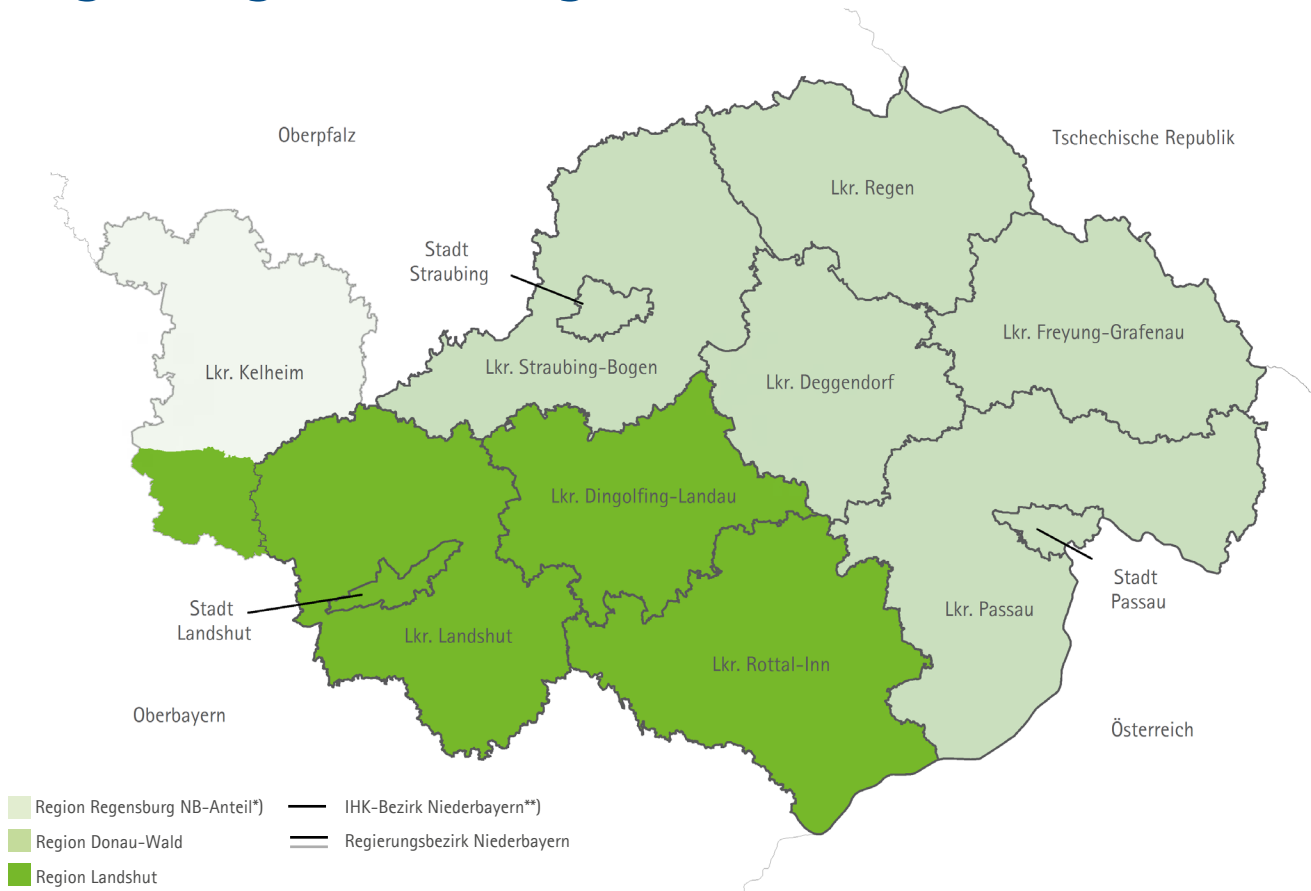 Oberpfalz
Tschechische Republik
Lkr. Regen
Stadt
Straubing
Lkr. Freyung-Grafenau
Lkr. Kelheim
Lkr. Straubing-Bogen
Lkr. Deggendorf
Lkr. Dingolfing-Landau
Stadt
Passau
Stadt
Landshut
Lkr. Landshut
Lkr. Passau
Lkr. Rottal-Inn
Oberbayern
Österreich
Region Regensburg NB-Anteil*)
IHK-Bezirk Niederbayern**)
Region Donau-Wald
Regierungsbezirk Niederbayern
Region Landshut